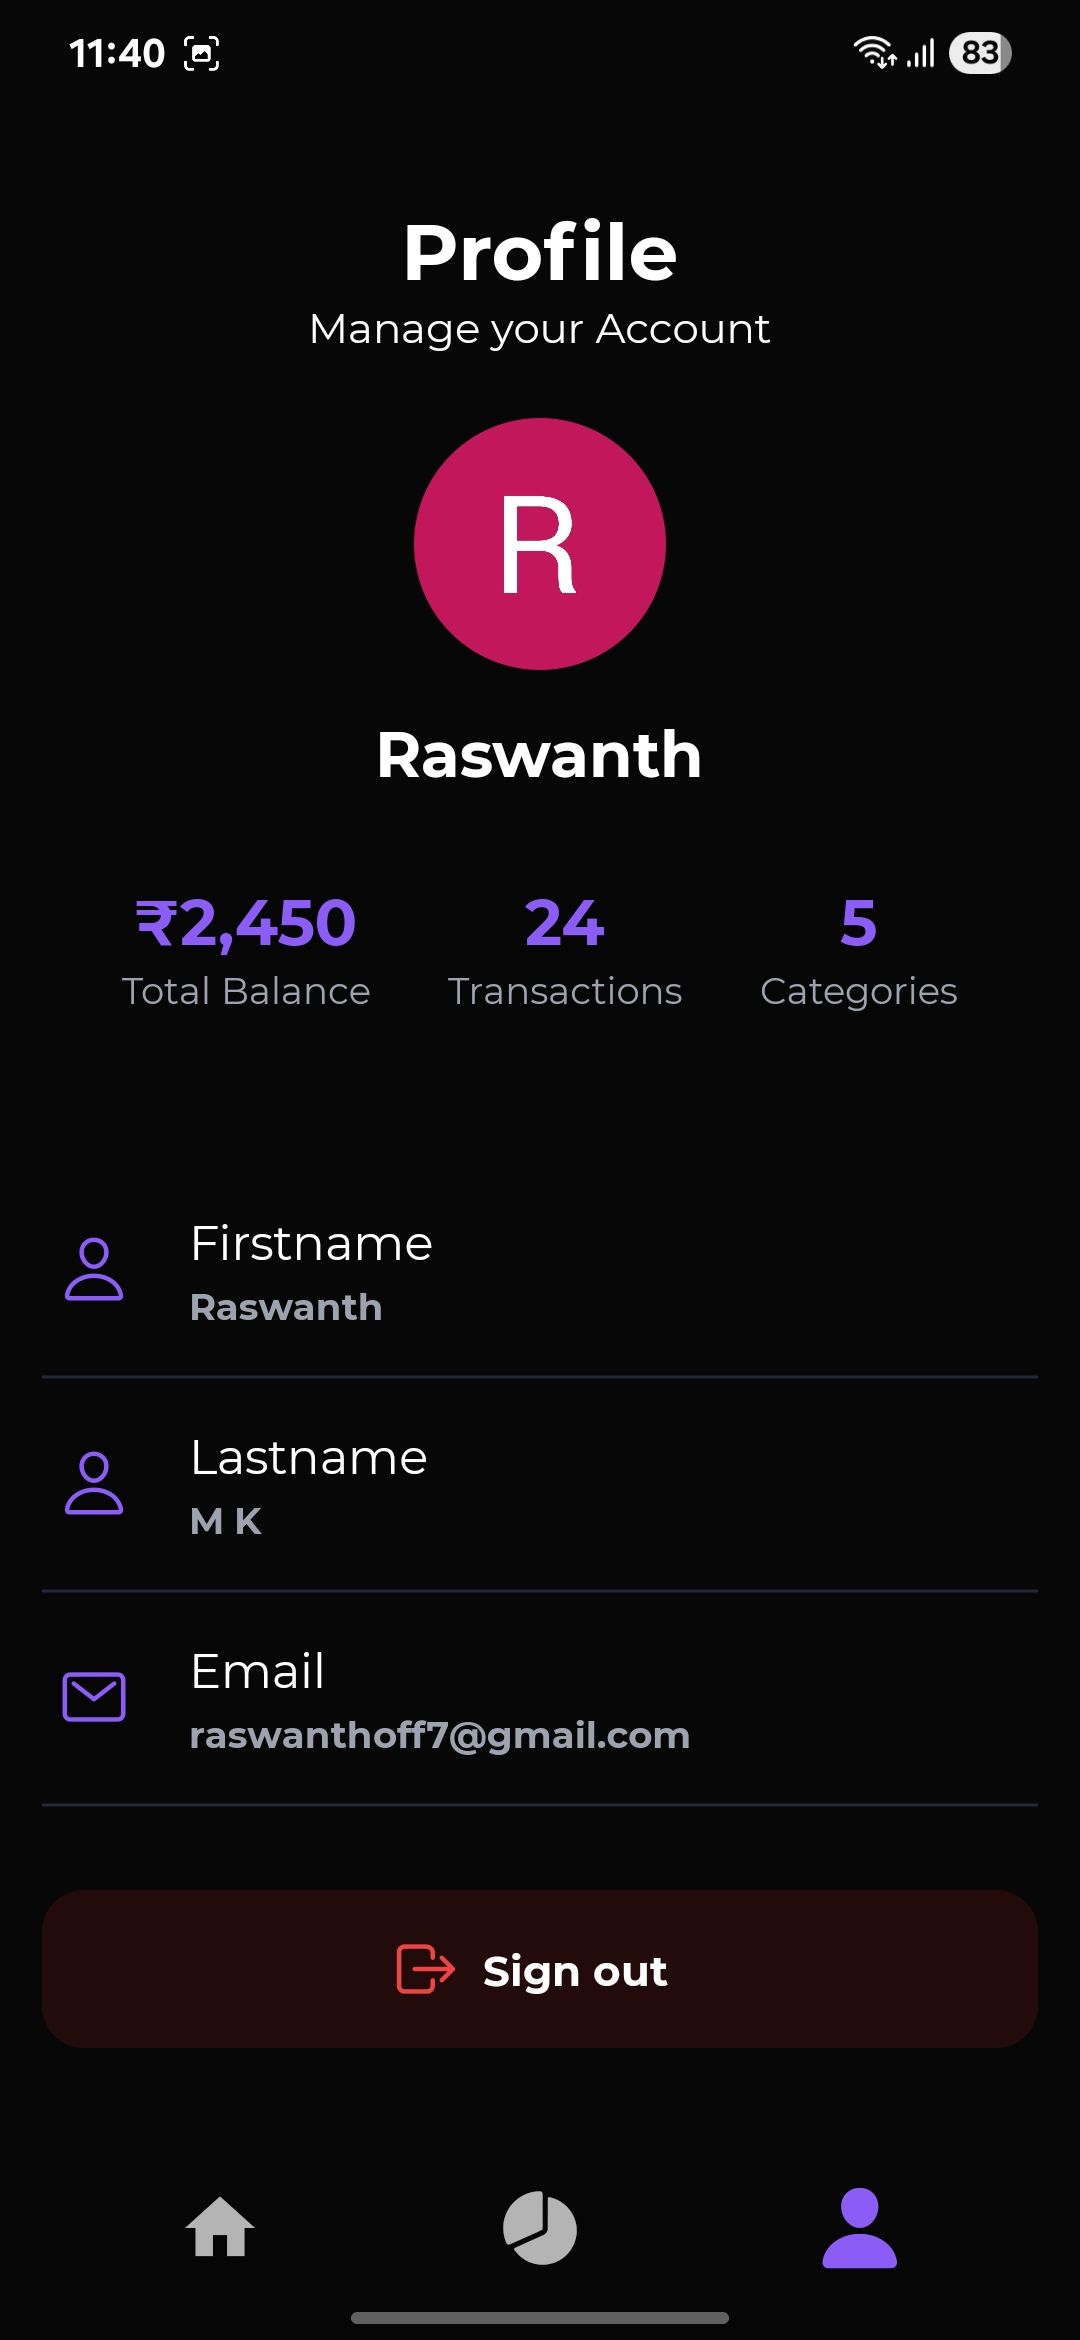 11:40
83
Profile
Manage your Account
R
Raswanth
₹2,450 24 5
Total Balance Transactions Categories
Firstname
Raswanth
Lastname
M K
Email
raswanthoff7@gmail.com
Sign out